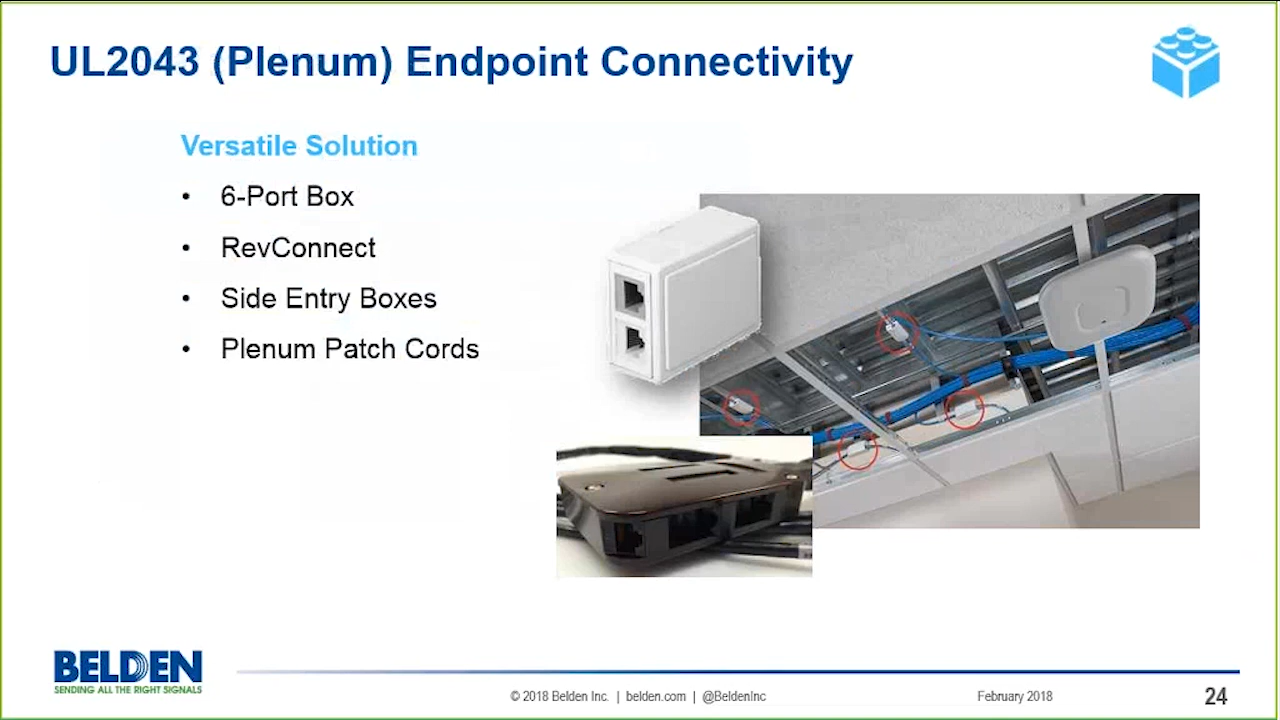 UL2043 (Plenum) Endpoint Connectivity
Versatile Solution
• 6-Port Box
• RevConnect
• Side Entry Boxes
• Plenum Patch Cords
BELDEN
SENDING ALL THE RIGHT SIGNALS
© 2018 Belden Inc. | belden.com | @BeldenInc
February 2018
24